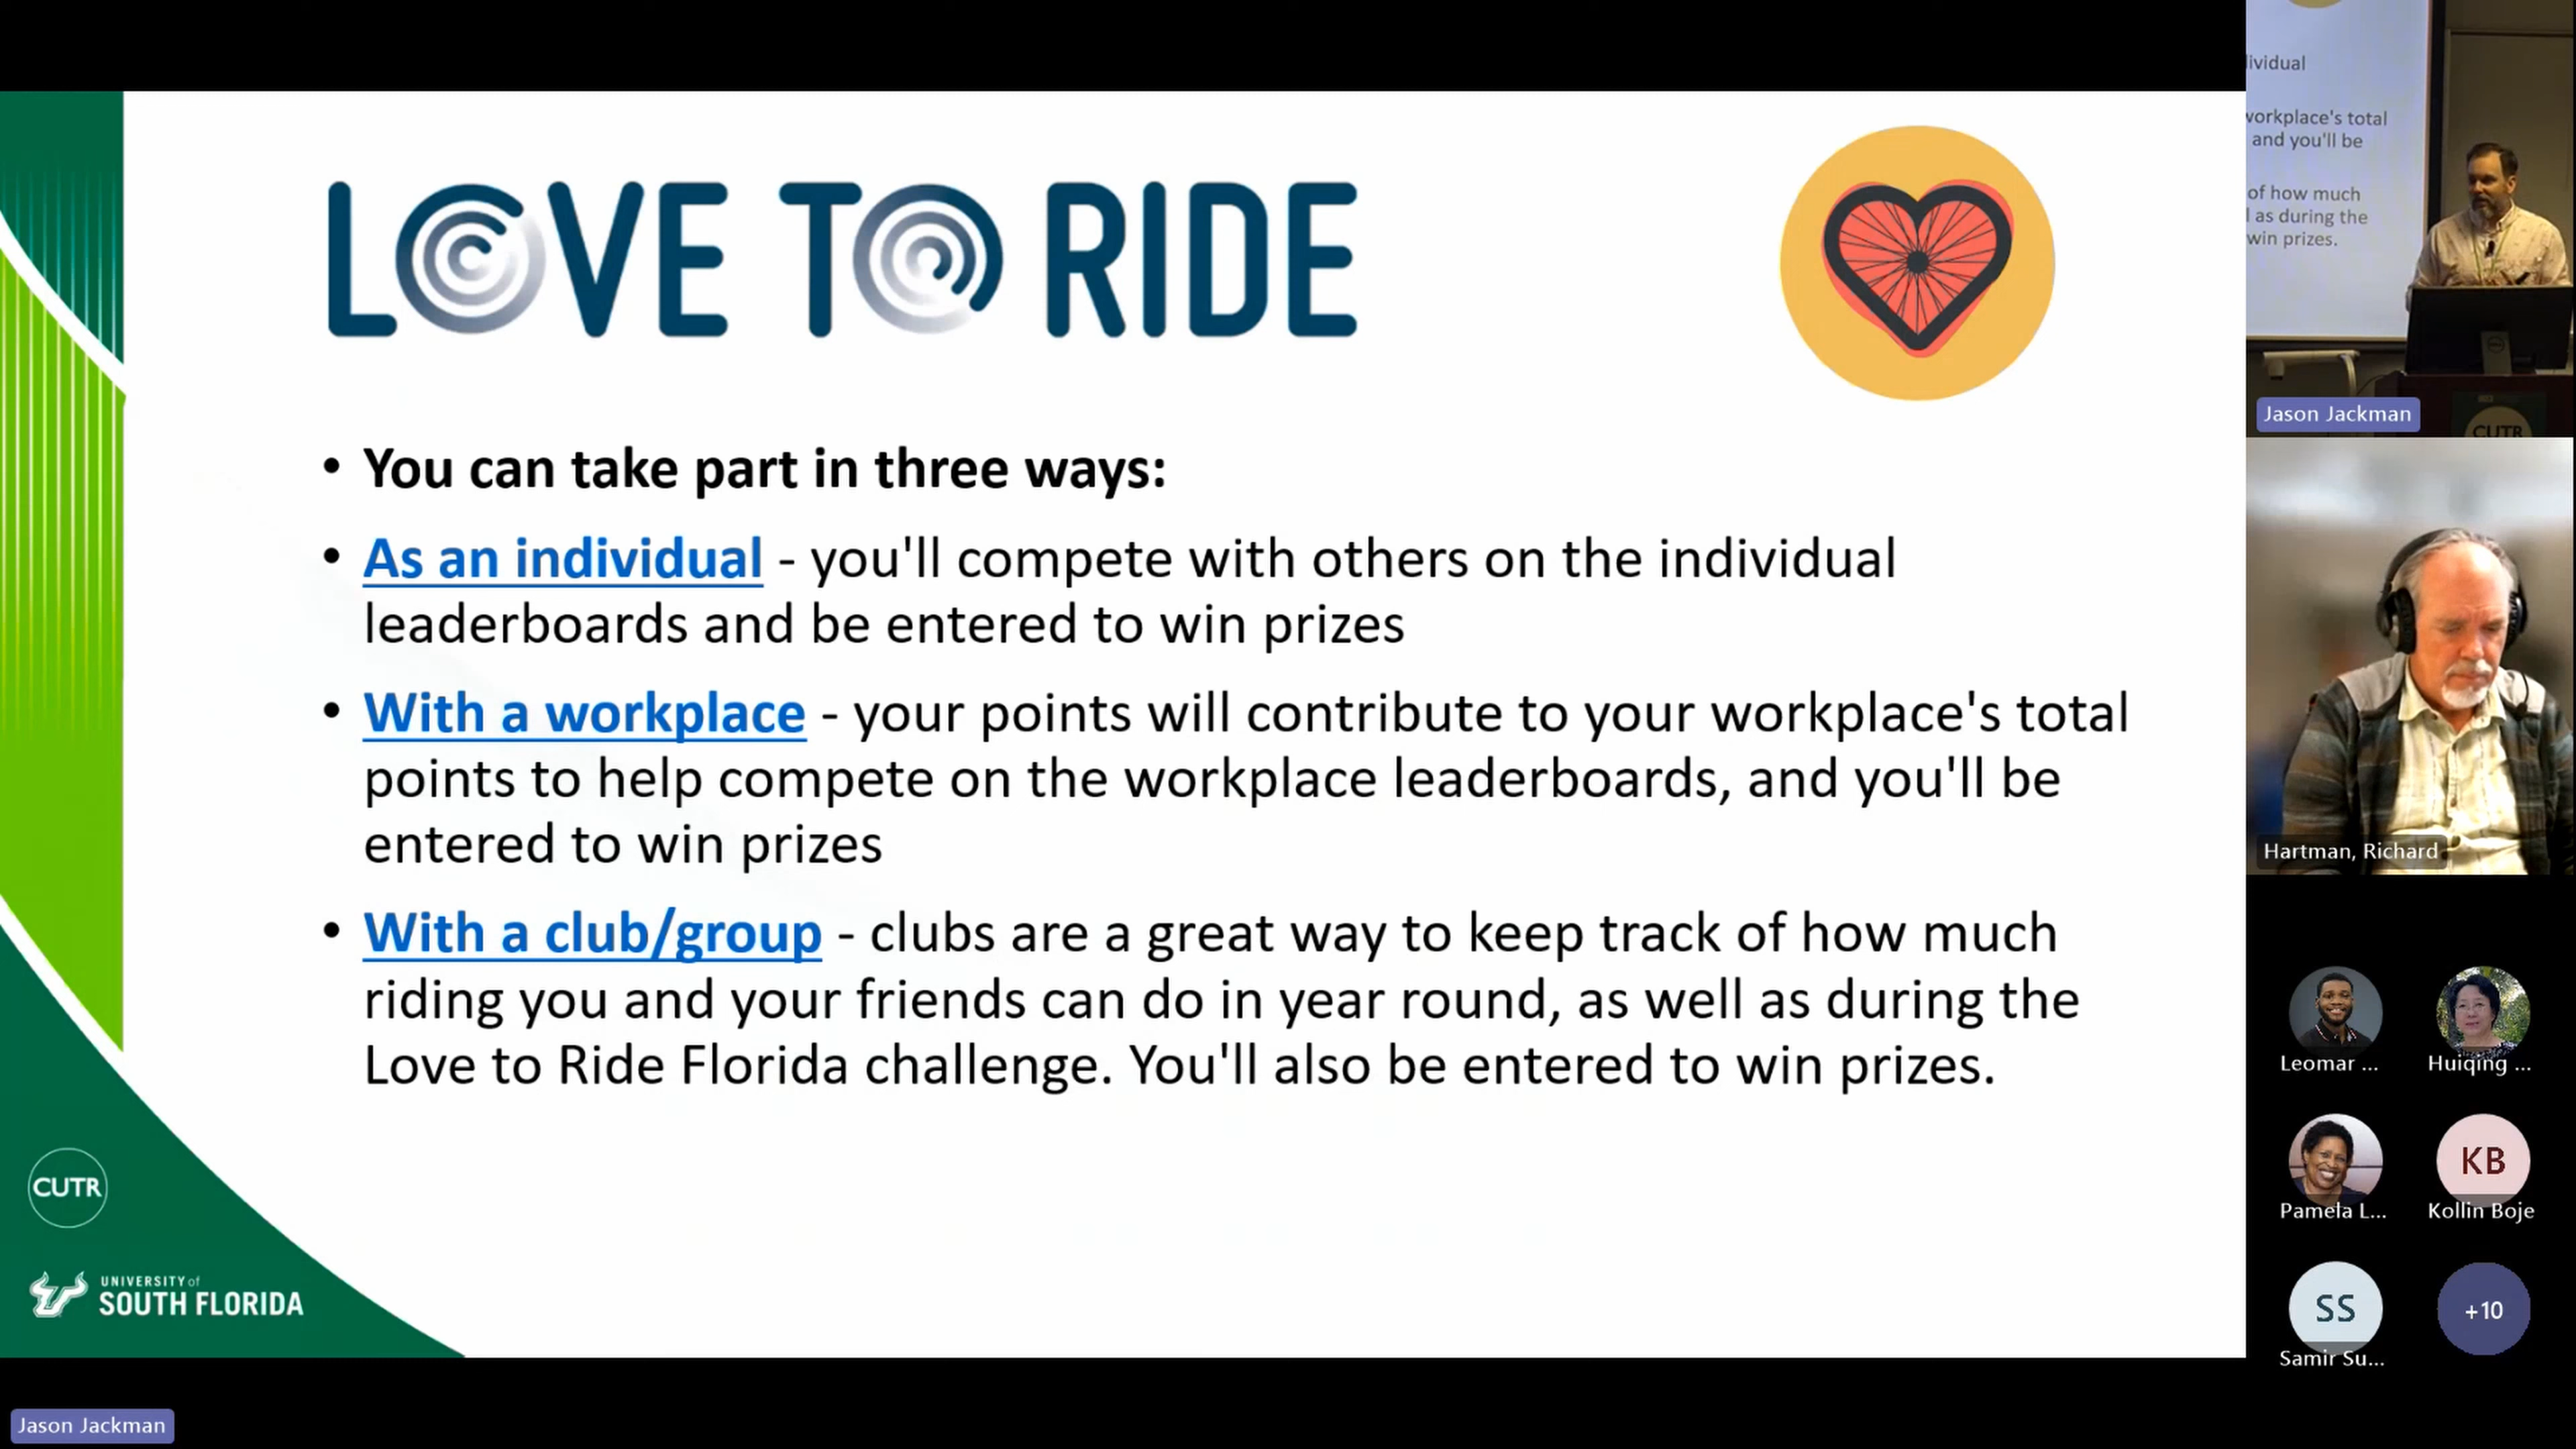 LOVE TO RIDE
• You can take part in three ways:
• As an individual - you'll compete with others on the individual
leaderboards and be entered to win prizes
• With a workplace - your points will contribute to your workplace's total
points to help compete on the workplace leaderboards, and you'll be
entered to win prizes
• With a club/group - clubs are a great way to keep track of how much
riding you and your friends can do in year round, as well as during the
Love to Ride Florida challenge. You'll also be entered to win prizes.
CUTR
UNIVERSITY of
SOUTH FLORIDA
Jason Jackman
ividual
workplace's total
and you'll be
of how much
l as during the
win prizes.
Jason Jackman
CUTR
Hartman, Richard
Leomar ...
Huiqing ...
Pamela L...
KB
Kollin Boje
SS
Samir Su...
+10